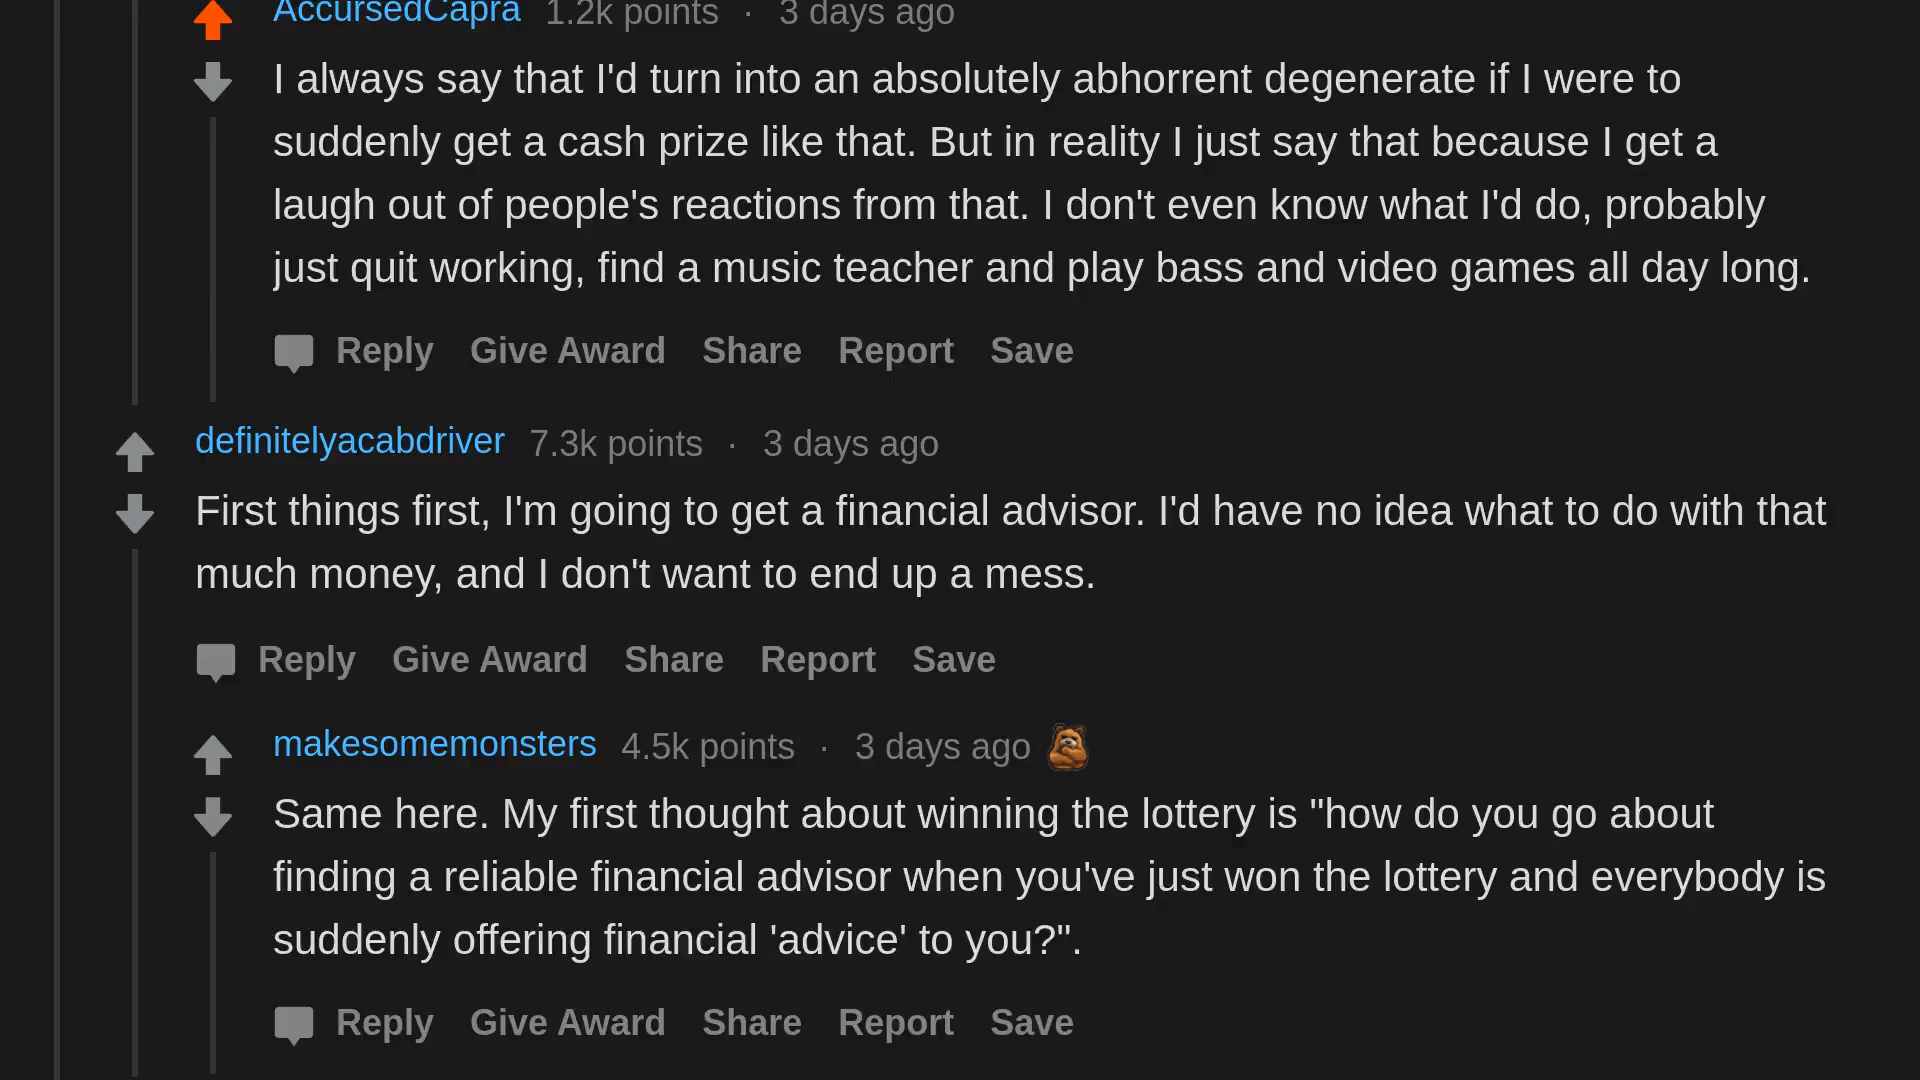 AccursedCapra 1.2k points · 3 days ago
I always say that I'd turn into an absolutely abhorrent degenerate if I were to
suddenly get a cash prize like that. But in reality I just say that because I get a
laugh out of people's reactions from that. I don't even know what I'd do, probably
just quit working, find a music teacher and play bass and video games all day long.
Reply Give Award Share Report Save
definitelyacabdriver 7.3k points · 3 days ago
First things first, I'm going to get a financial advisor. I'd have no idea what to do with that
much money, and I don't want to end up a mess.
Reply Give Award Share Report Save
makesomemonsters 4.5k points · 3 days ago
Same here. My first thought about winning the lottery is "how do you go about
finding a reliable financial advisor when you've just won the lottery and everybody is
suddenly offering financial 'advice' to you?".
Reply Give Award Share Report Save